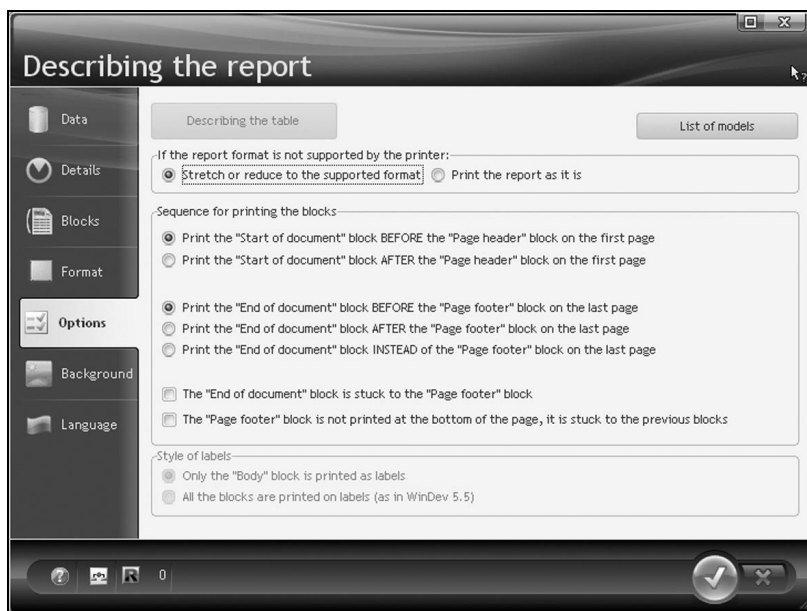 Describing the report
Data
Details
Blocks
Format
Options
Background
Language
Describing the table
List of models
If the report format is not supported by the printer:
Stretch or reduce to the supported format
Print the report as it is
Sequence for printing the blocks
Print the "Start of document" block BEFORE the "Page header" block on the first page
Print the "Start of document" block AFTER the "Page header" block on the first page
Print the "End of document" block BEFORE the "Page footer" block on the last page
Print the "End of document" block AFTER the "Page footer" block on the last page
Print the "End of document" block INSTEAD of the "Page footer" block on the last page
The "End of document" block is stuck to the "Page footer" block
The "Page footer" block is not printed at the bottom of the page, it is stuck to the previous blocks
Style of labels
Only the "Body" block is printed as labels
All the blocks are printed on labels (as in WinDev 5.5)
? R 0